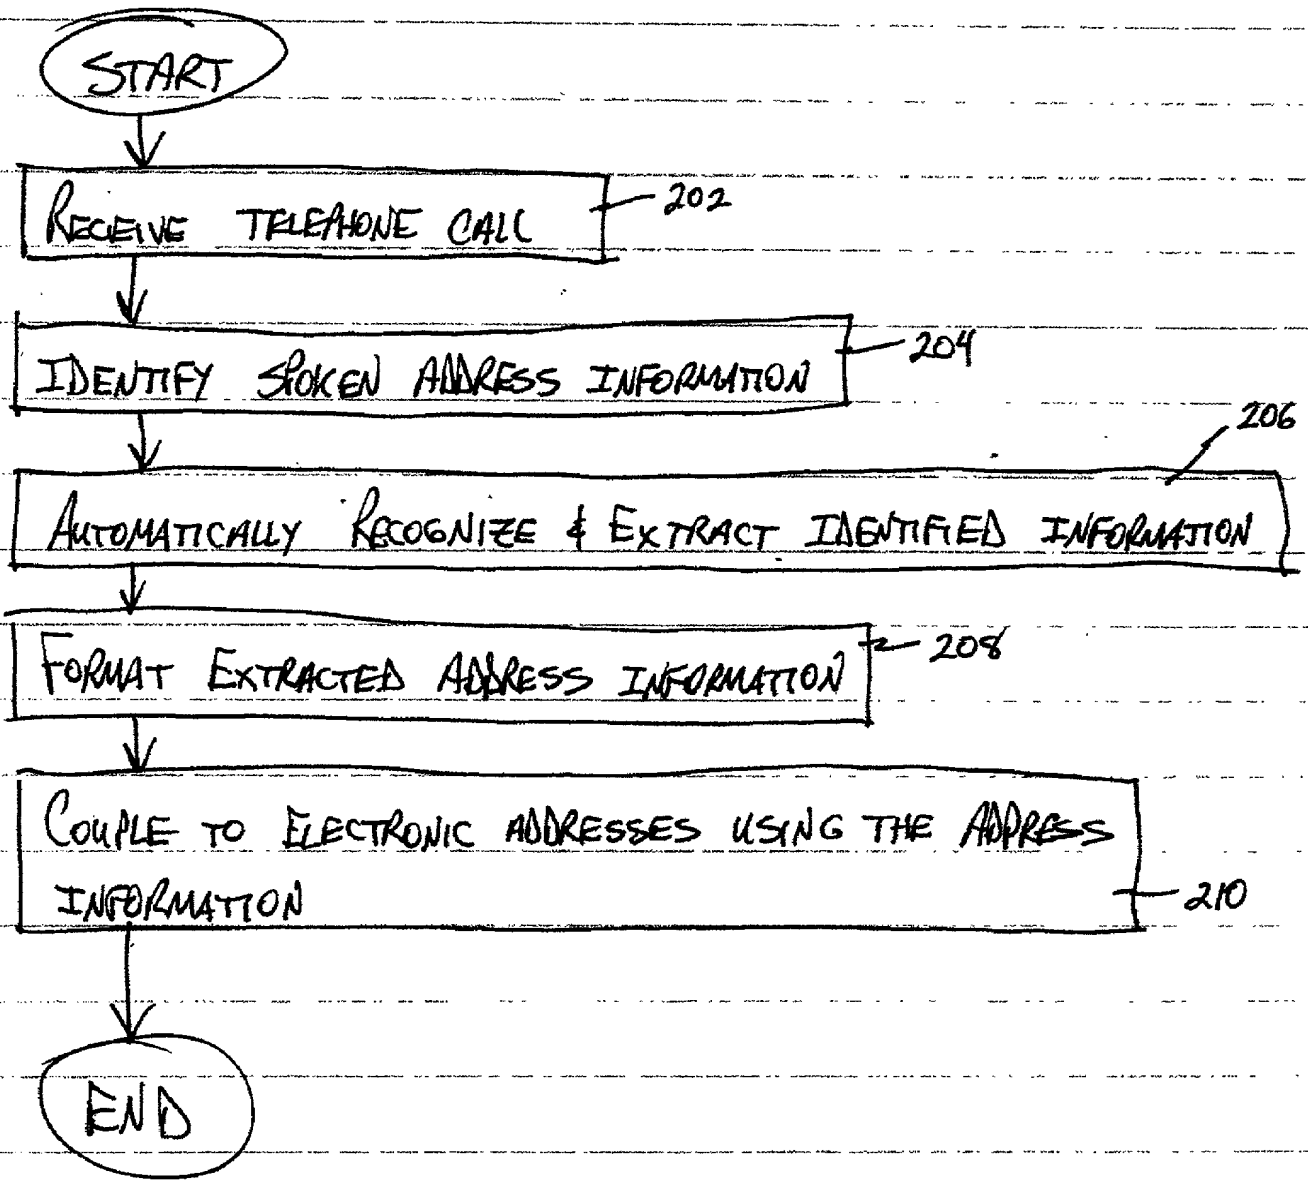 START
RECEIVE TELEPHONE CALL
202
IDENTIFY SPOKEN ADDRESS INFORMATION
204
206
AUTOMATICALLY RECOGNIZE & EXTRACT IDENTIFIED INFORMATION
FORMAT EXTRACTED ADDRESS INFORMATION
208
COUPLE TO ELECTRONIC ADDRESSES USING THE ADDRESS
INFORMATION
210
END